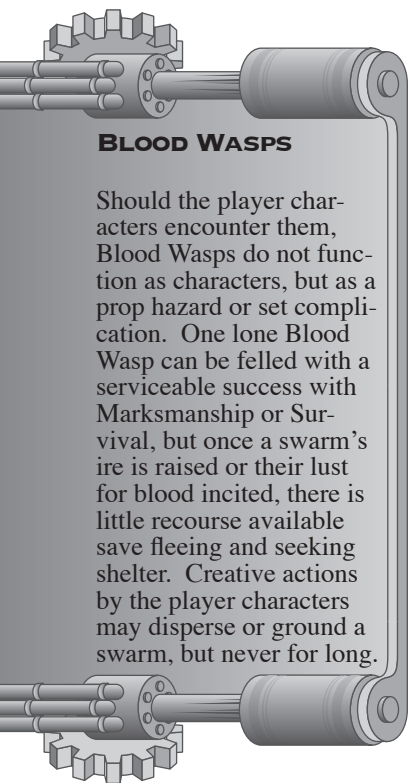 BLOOD WASPS
Should the player char-
acters encounter them,
Blood Wasps do not func-
tion as characters, but as a
prop hazard or set compli-
cation.  One lone Blood
Wasp can be felled with a
serviceable success with
Marksmanship or Sur-
vival, but once a swarm’s
ire is raised or their lust
for blood incited, there is
little recourse available
save fleeing and seeking
shelter.  Creative actions
by the player characters
may disperse or ground a
swarm, but never for long.